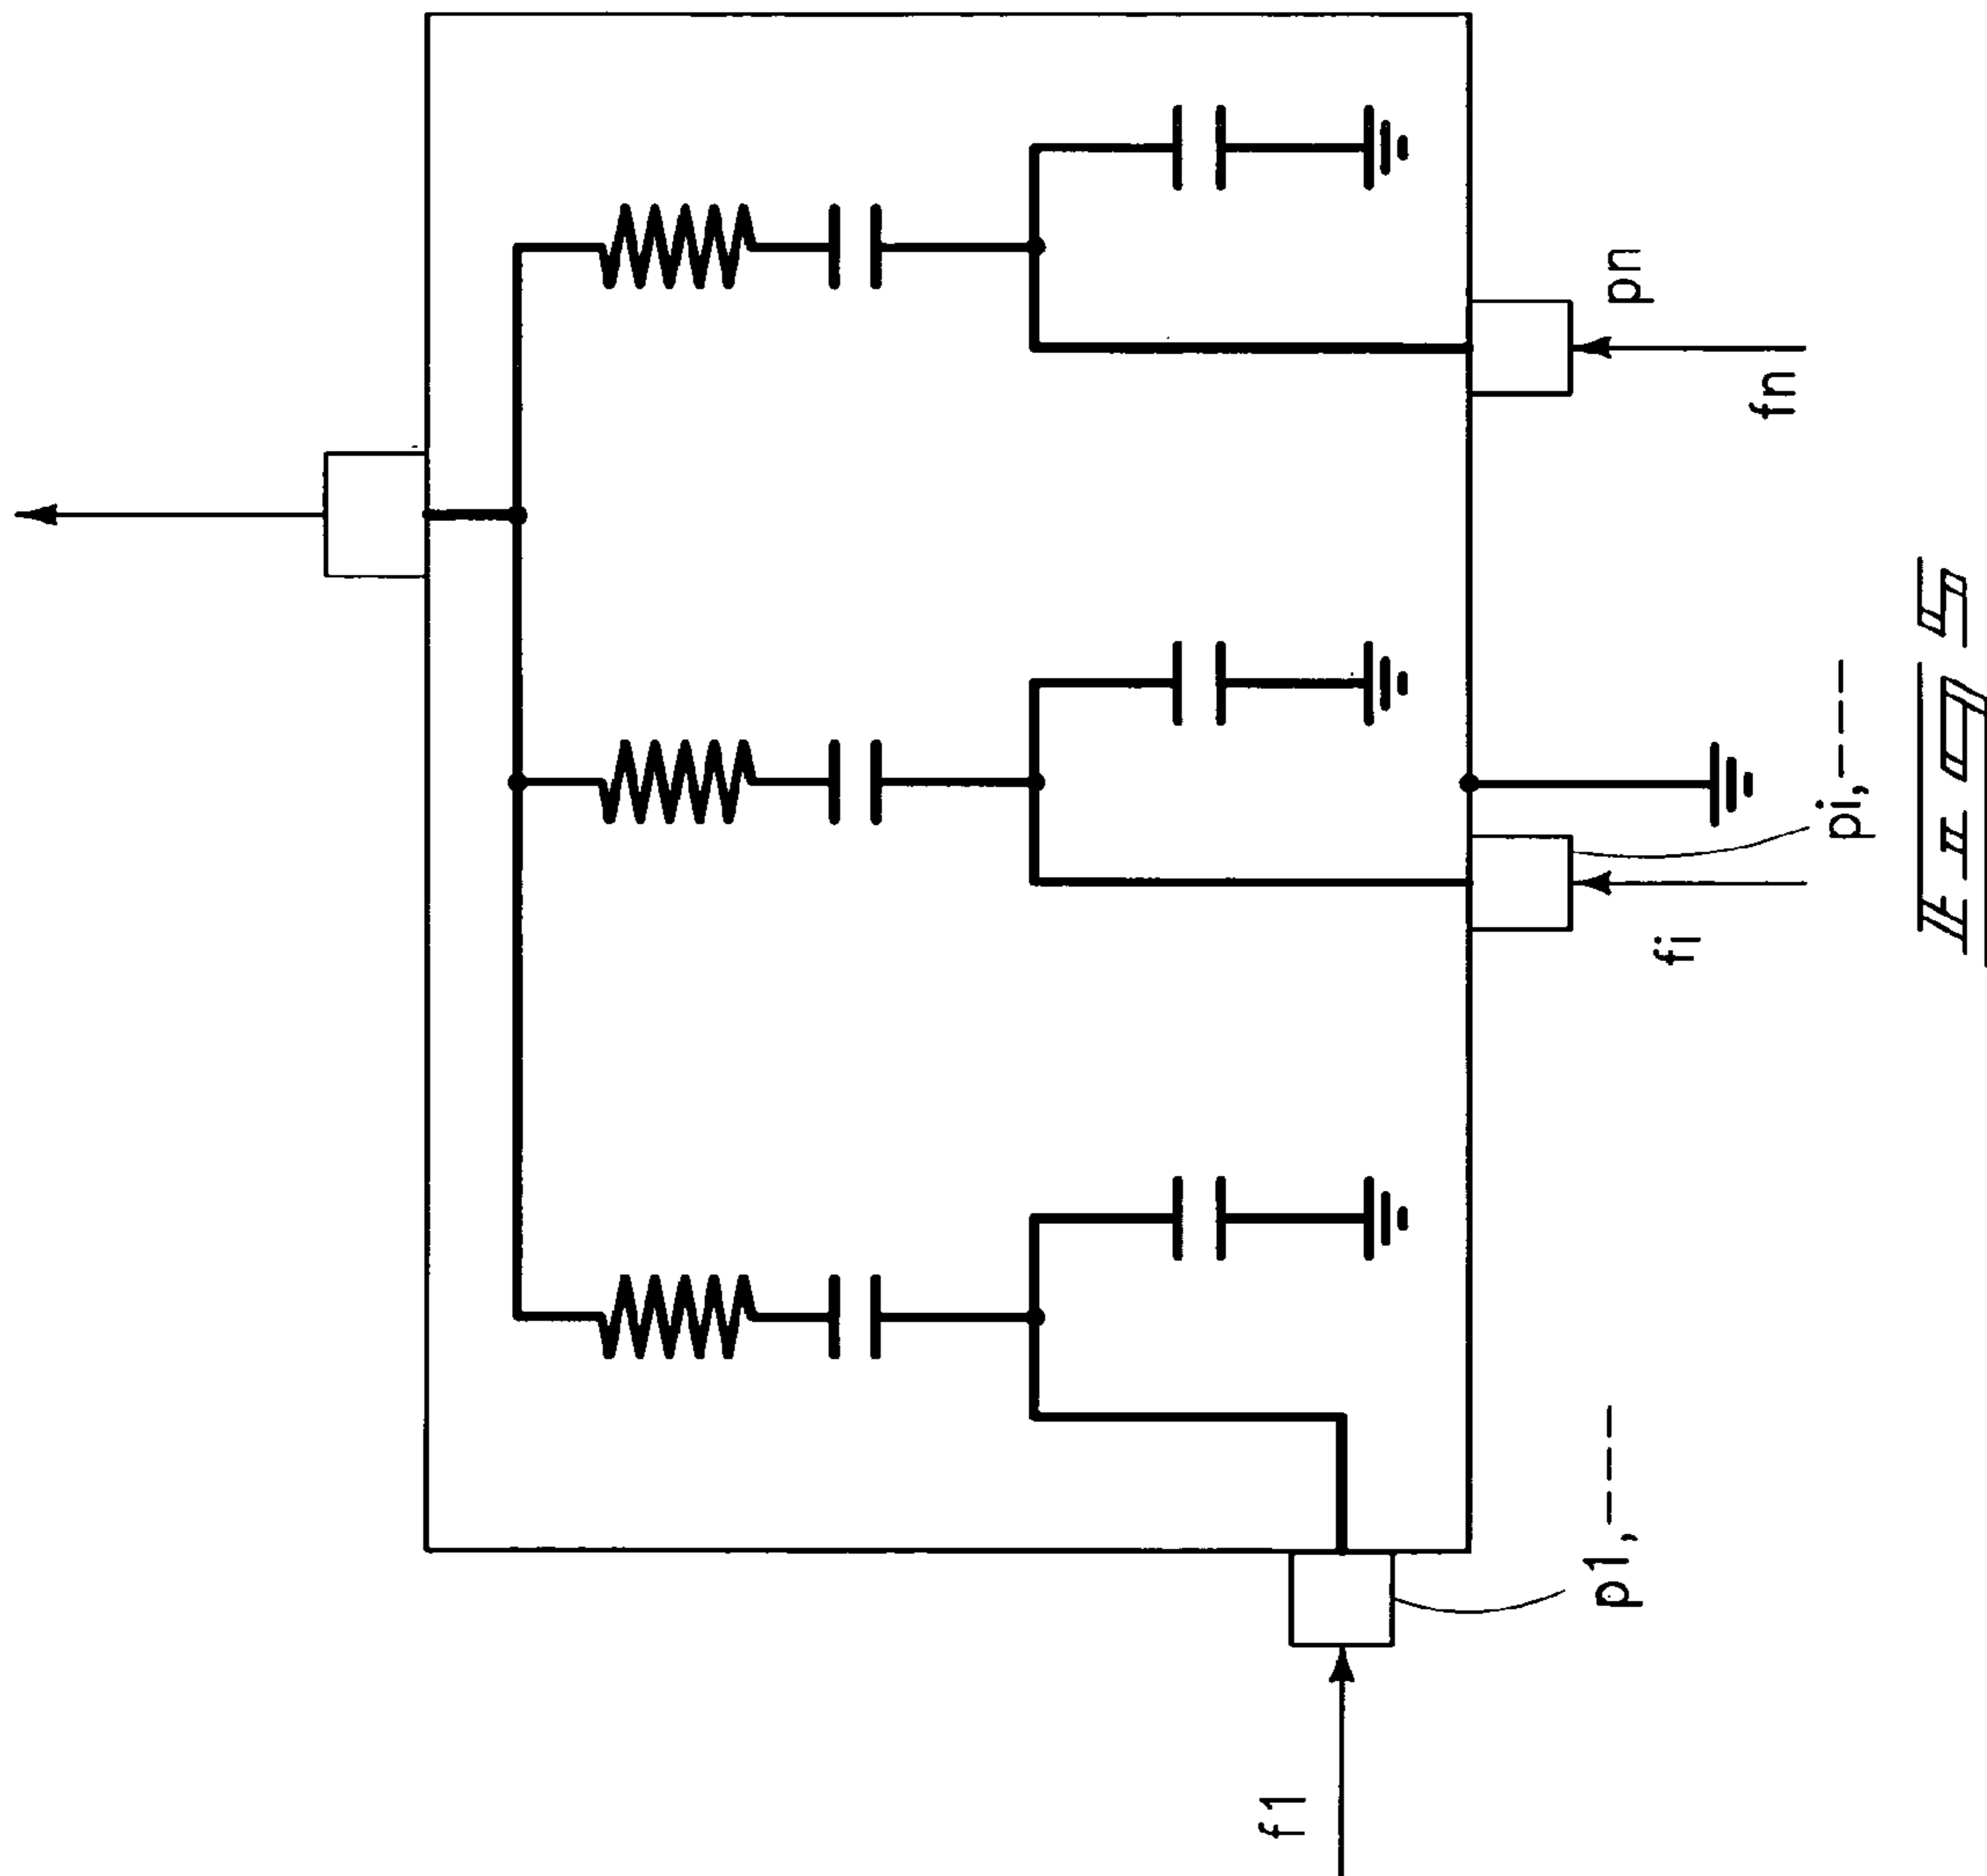 f1
p1,----
fi
pi,----
fn
pn
FIG 5